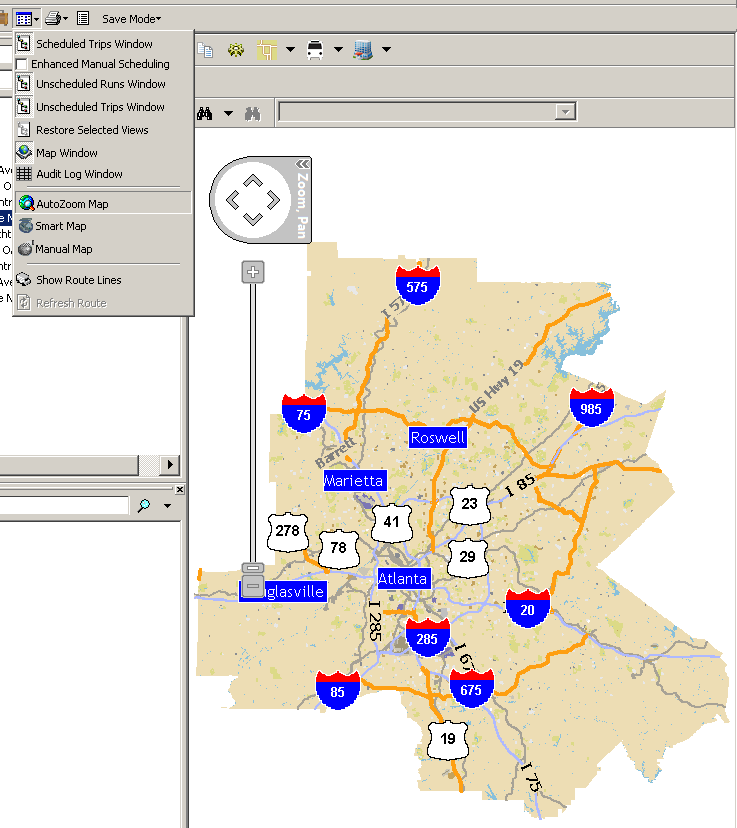 Save Mode
Scheduled Trips Window
Enhanced Manual Scheduling
Unscheduled Runs Window
Unscheduled Trips Window
Restore Selected Views
Map Window
Audit Log Window
AutoZoom Map
Smart Map
Manual Map
Show Route Lines
Refresh Route
Zoom, Pan
575
I 57
US Hwy 19
75
985
Roswell
Barrett
Marietta
I 85
23
41
278
78
29
Atlanta
glasville
20
I 285
285
I 67
85
675
19
I 75